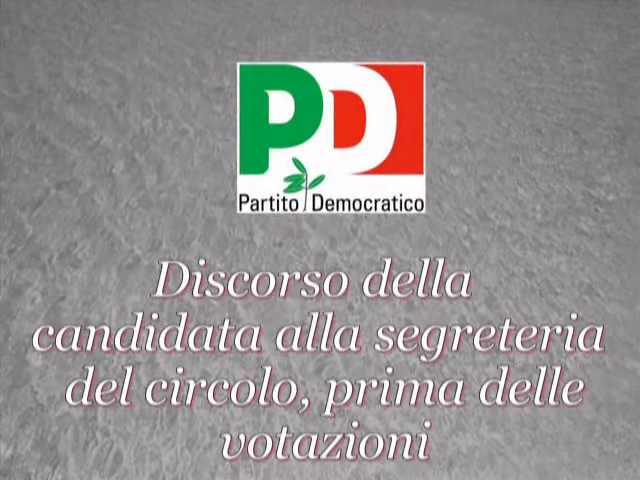 PD
Partito Democratico
Discorso della
candidata alla segreteria
del circolo, prima delle
votazioni